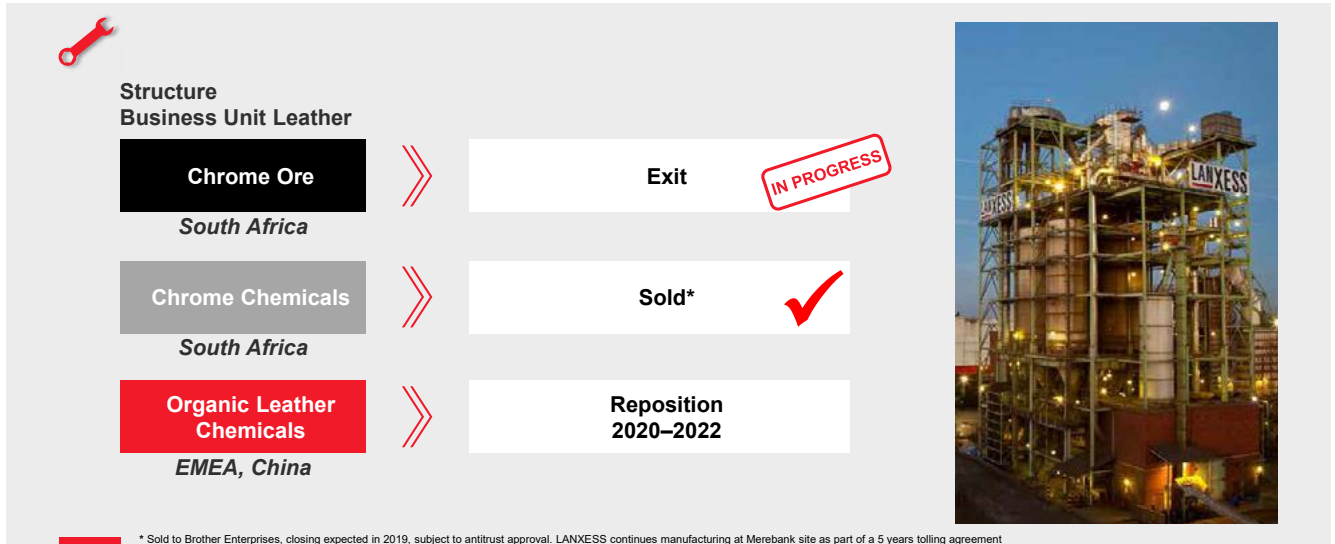 Structure
Business Unit Leather
Chrome Ore
Exit
IN PROGRESS
South Africa
Chrome Chemicals
Sold*
South Africa
Organic Leather
Chemicals
Reposition
2020–2022
EMEA, China
LANXESS
LANXESS
* Sold to Brother Enterprises, closing expected in 2019, subject to antitrust approval. LANXESS continues manufacturing at Merebank site as part of a 5 years tolling agreement